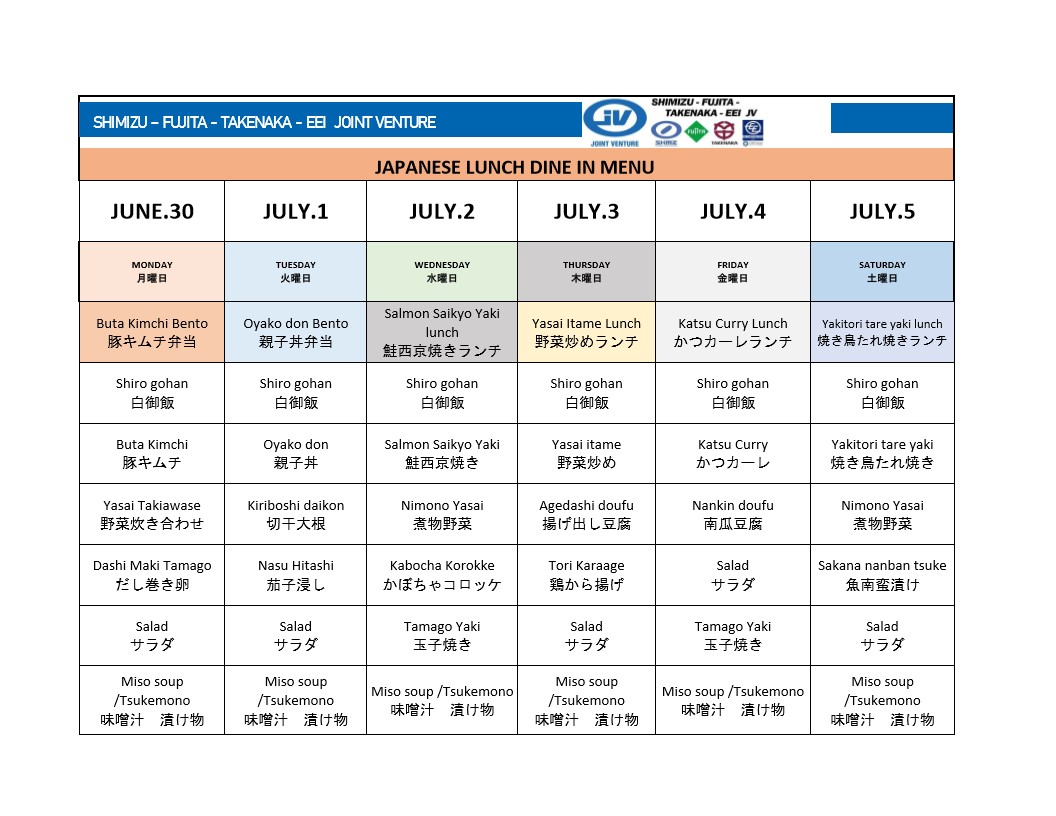 SHIMIZU – FUJITA - TAKENAKA - EEI JOINT VENTURE
JV
JOINT VENTURE
SHIMIZU - FUJITA -
TAKENAKA - EEI JV
SHIMZ
FUJITA
TAKENAKA
JAPANESE LUNCH DINE IN MENU
JUNE.30
JULY.1
JULY.2
JULY.3
JULY.4
JULY.5
MONDAY
月曜日
TUESDAY
火曜日
WEDNESDAY
水曜日
THURSDAY
木曜日
FRIDAY
金曜日
SATURDAY
土曜日
Buta Kimchi Bento
豚キムチ弁当
Oyako don Bento
親子丼弁当
Salmon Saikyo Yaki
lunch
鮭西京焼きランチ
Yasai Itame Lunch
野菜炒めランチ
Katsu Curry Lunch
かつカーレランチ
Yakitori tare yaki lunch
焼き鳥たれ焼きランチ
Shiro gohan
白御飯
Shiro gohan
白御飯
Shiro gohan
白御飯
Shiro gohan
白御飯
Shiro gohan
白御飯
Shiro gohan
白御飯
Buta Kimchi
豚キムチ
Oyako don
親子丼
Salmon Saikyo Yaki
鮭西京焼き
Yasai itame
野菜炒め
Katsu Curry
かつカーレ
Yakitori tare yaki
焼き鳥たれ焼き
Yasai Takiawase
野菜炊き合わせ
Kiriboshi daikon
切干大根
Nimono Yasai
煮物野菜
Agedashi doufu
揚げ出し豆腐
Nankin doufu
南瓜豆腐
Nimono Yasai
煮物野菜
Dashi Maki Tamago
だし巻き卵
Nasu Hitashi
茄子浸し
Kabocha Korokke
かぼちゃコロッケ
Tori Karaage
鶏から揚げ
Salad
サラダ
Sakana nanban tsuke
魚南蛮漬け
Salad
サラダ
Salad
サラダ
Tamago Yaki
玉子焼き
Salad
サラダ
Tamago Yaki
玉子焼き
Salad
サラダ
Miso soup
/Tsukemono
味噌汁　漬け物
Miso soup
/Tsukemono
味噌汁　漬け物
Miso soup /Tsukemono
味噌汁　漬け物
Miso soup
/Tsukemono
味噌汁　漬け物
Miso soup /Tsukemono
味噌汁　漬け物
Miso soup
/Tsukemono
味噌汁　漬け物